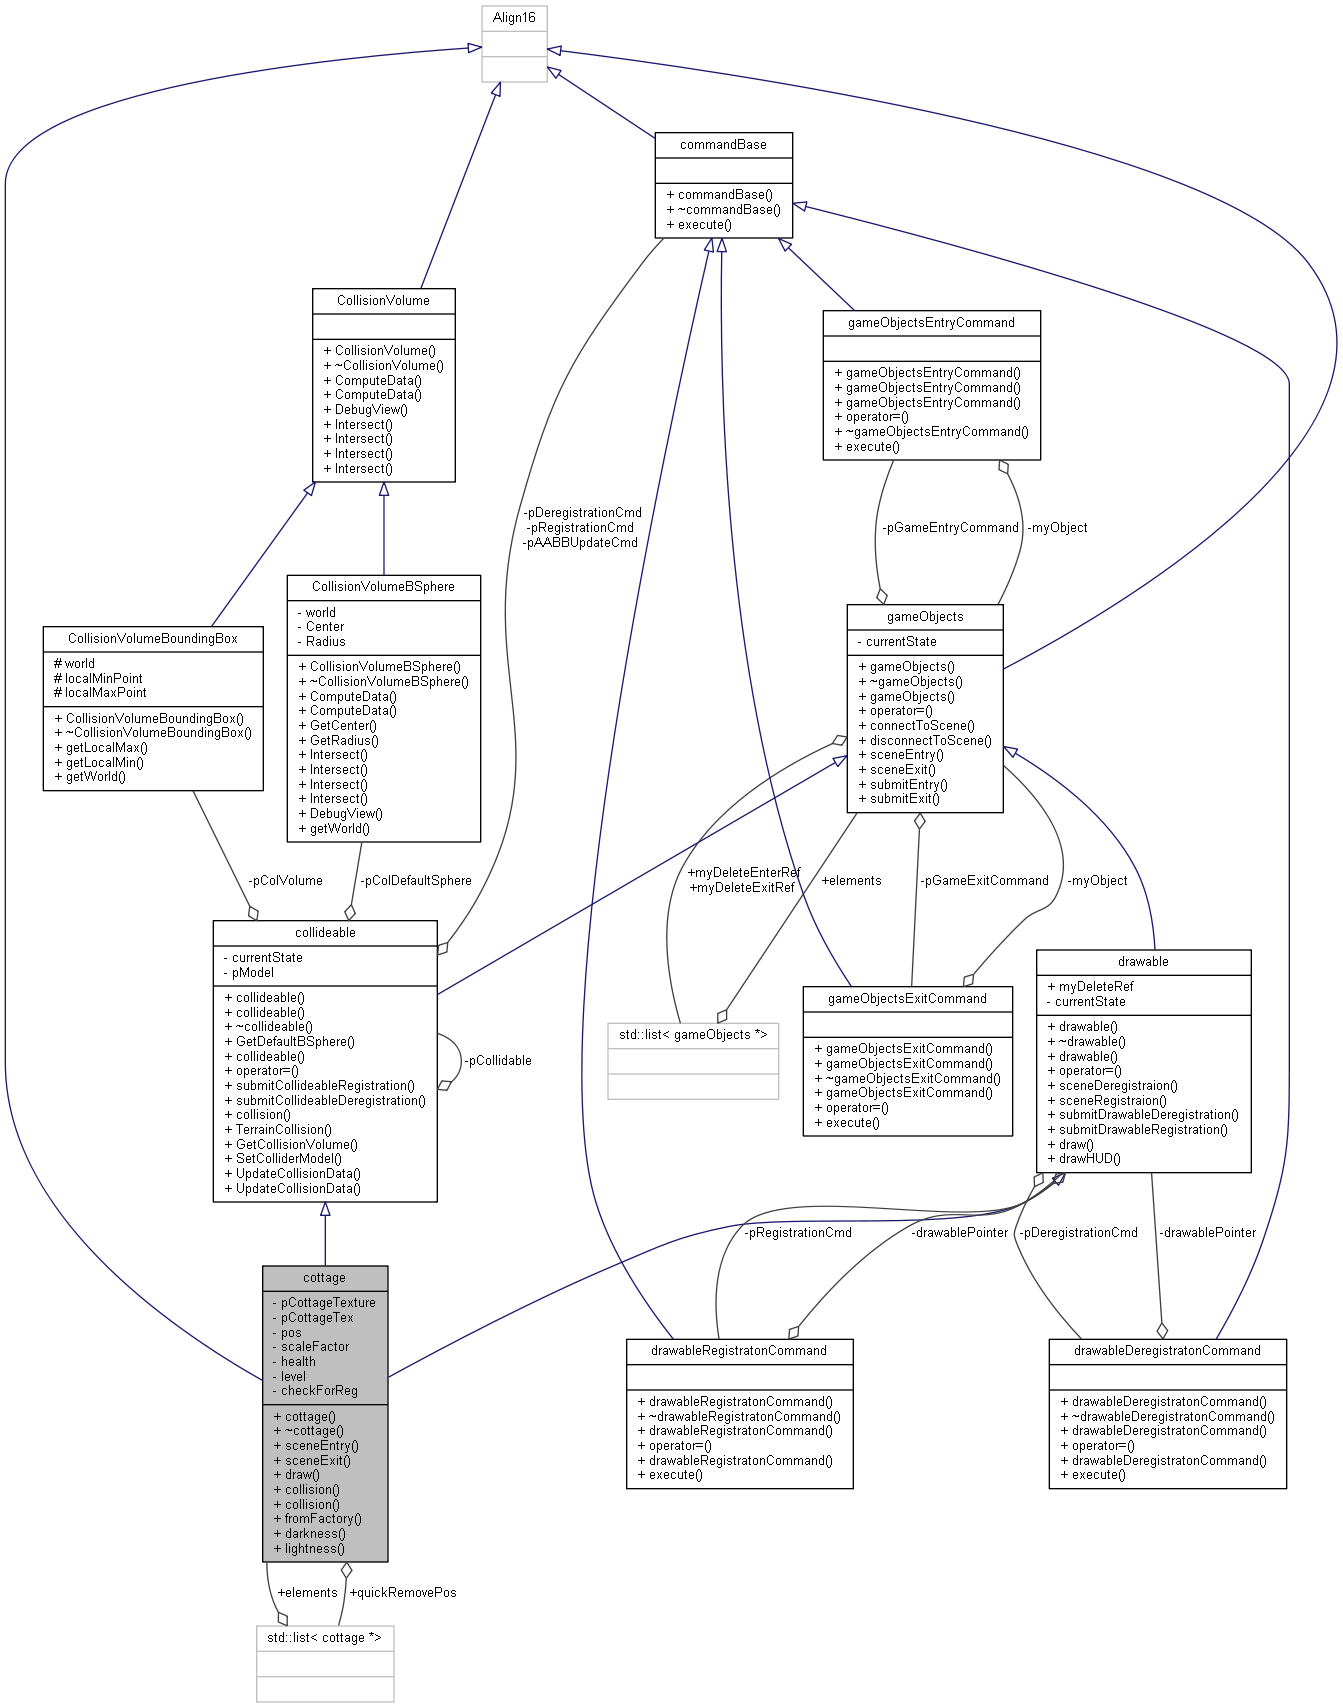 Align16
commandBase
+ commandBase()
+ ~commandBase()
+ execute()
CollisionVolume
+ CollisionVolume()
+ ~CollisionVolume()
+ ComputeData()
+ ComputeData()
+ DebugView()
+ Intersect()
+ Intersect()
+ Intersect()
+ Intersect()
gameObjectsEntryCommand
+ gameObjectsEntryCommand()
+ gameObjectsEntryCommand()
+ gameObjectsEntryCommand()
+ operator=()
+ ~gameObjectsEntryCommand()
+ execute()
-pDeregistrationCmd
-pRegistrationCmd
-pAABBUpdateCmd
-pGameEntryCommand
-myObject
CollisionVolumeBSphere
- world
- Center
- Radius
+ CollisionVolumeBSphere()
+ ~CollisionVolumeBSphere()
+ ComputeData()
+ ComputeData()
+ GetCenter()
+ GetRadius()
+ Intersect()
+ Intersect()
+ Intersect()
+ Intersect()
+ DebugView()
+ getWorld()
CollisionVolumeBoundingBox
# world
# localMinPoint
# localMaxPoint
+ CollisionVolumeBoundingBox()
+ ~CollisionVolumeBoundingBox()
+ getLocalMax()
+ getLocalMin()
+ getWorld()
gameObjects
- currentState
+ gameObjects()
+ ~gameObjects()
+ gameObjects()
+ operator=()
+ connectToScene()
+ disconnectToScene()
+ sceneEntry()
+ sceneExit()
+ submitEntry()
+ submitExit()
-pColVolume
-pColDefaultSphere
+myDeleteEnterRef
+myDeleteExitRef
+elements
-pGameExitCommand
-myObject
collideable
- currentState
- pModel
+ collideable()
+ collideable()
+ ~collideable()
+ GetDefaultBSphere()
+ collideable()
+ operator=()
+ submitCollideableRegistration()
+ submitCollideableDeregistration()
+ collision()
+ TerrainCollision()
+ GetCollisionVolume()
+ SetColliderModel()
+ UpdateCollisionData()
+ UpdateCollisionData()
-pCollidable
std::list< gameObjects *>
gameObjectsExitCommand
+ gameObjectsExitCommand()
+ gameObjectsExitCommand()
+ ~gameObjectsExitCommand()
+ gameObjectsExitCommand()
+ operator=()
+ execute()
drawable
+ myDeleteRef
- currentState
+ drawable()
+ ~drawable()
+ drawable()
+ operator=()
+ sceneDeregistraion()
+ sceneRegistraion()
+ submitDrawableDeregistration()
+ submitDrawableRegistration()
+ draw()
+ drawHUD()
-pRegistrationCmd
-drawablePointer
-pDeregistrationCmd
-drawablePointer
cottage
- pCottageTexture
- pCottageTex
- pos
- scaleFactor
- health
- level
- checkForReg
+ cottage()
+ ~cottage()
+ sceneEntry()
+ sceneExit()
+ draw()
+ collision()
+ collision()
+ fromFactory()
+ darkness()
+ lightness()
drawableRegistratonCommand
+ drawableRegistratonCommand()
+ ~drawableRegistratonCommand()
+ drawableRegistratonCommand()
+ operator=()
+ drawableRegistratonCommand()
+ execute()
drawableDeregistratonCommand
+ drawableDeregistratonCommand()
+ ~drawableDeregistratonCommand()
+ drawableDeregistratonCommand()
+ operator=()
+ drawableDeregistratonCommand()
+ execute()
+elements
+quickRemovePos
std::list< cottage *>